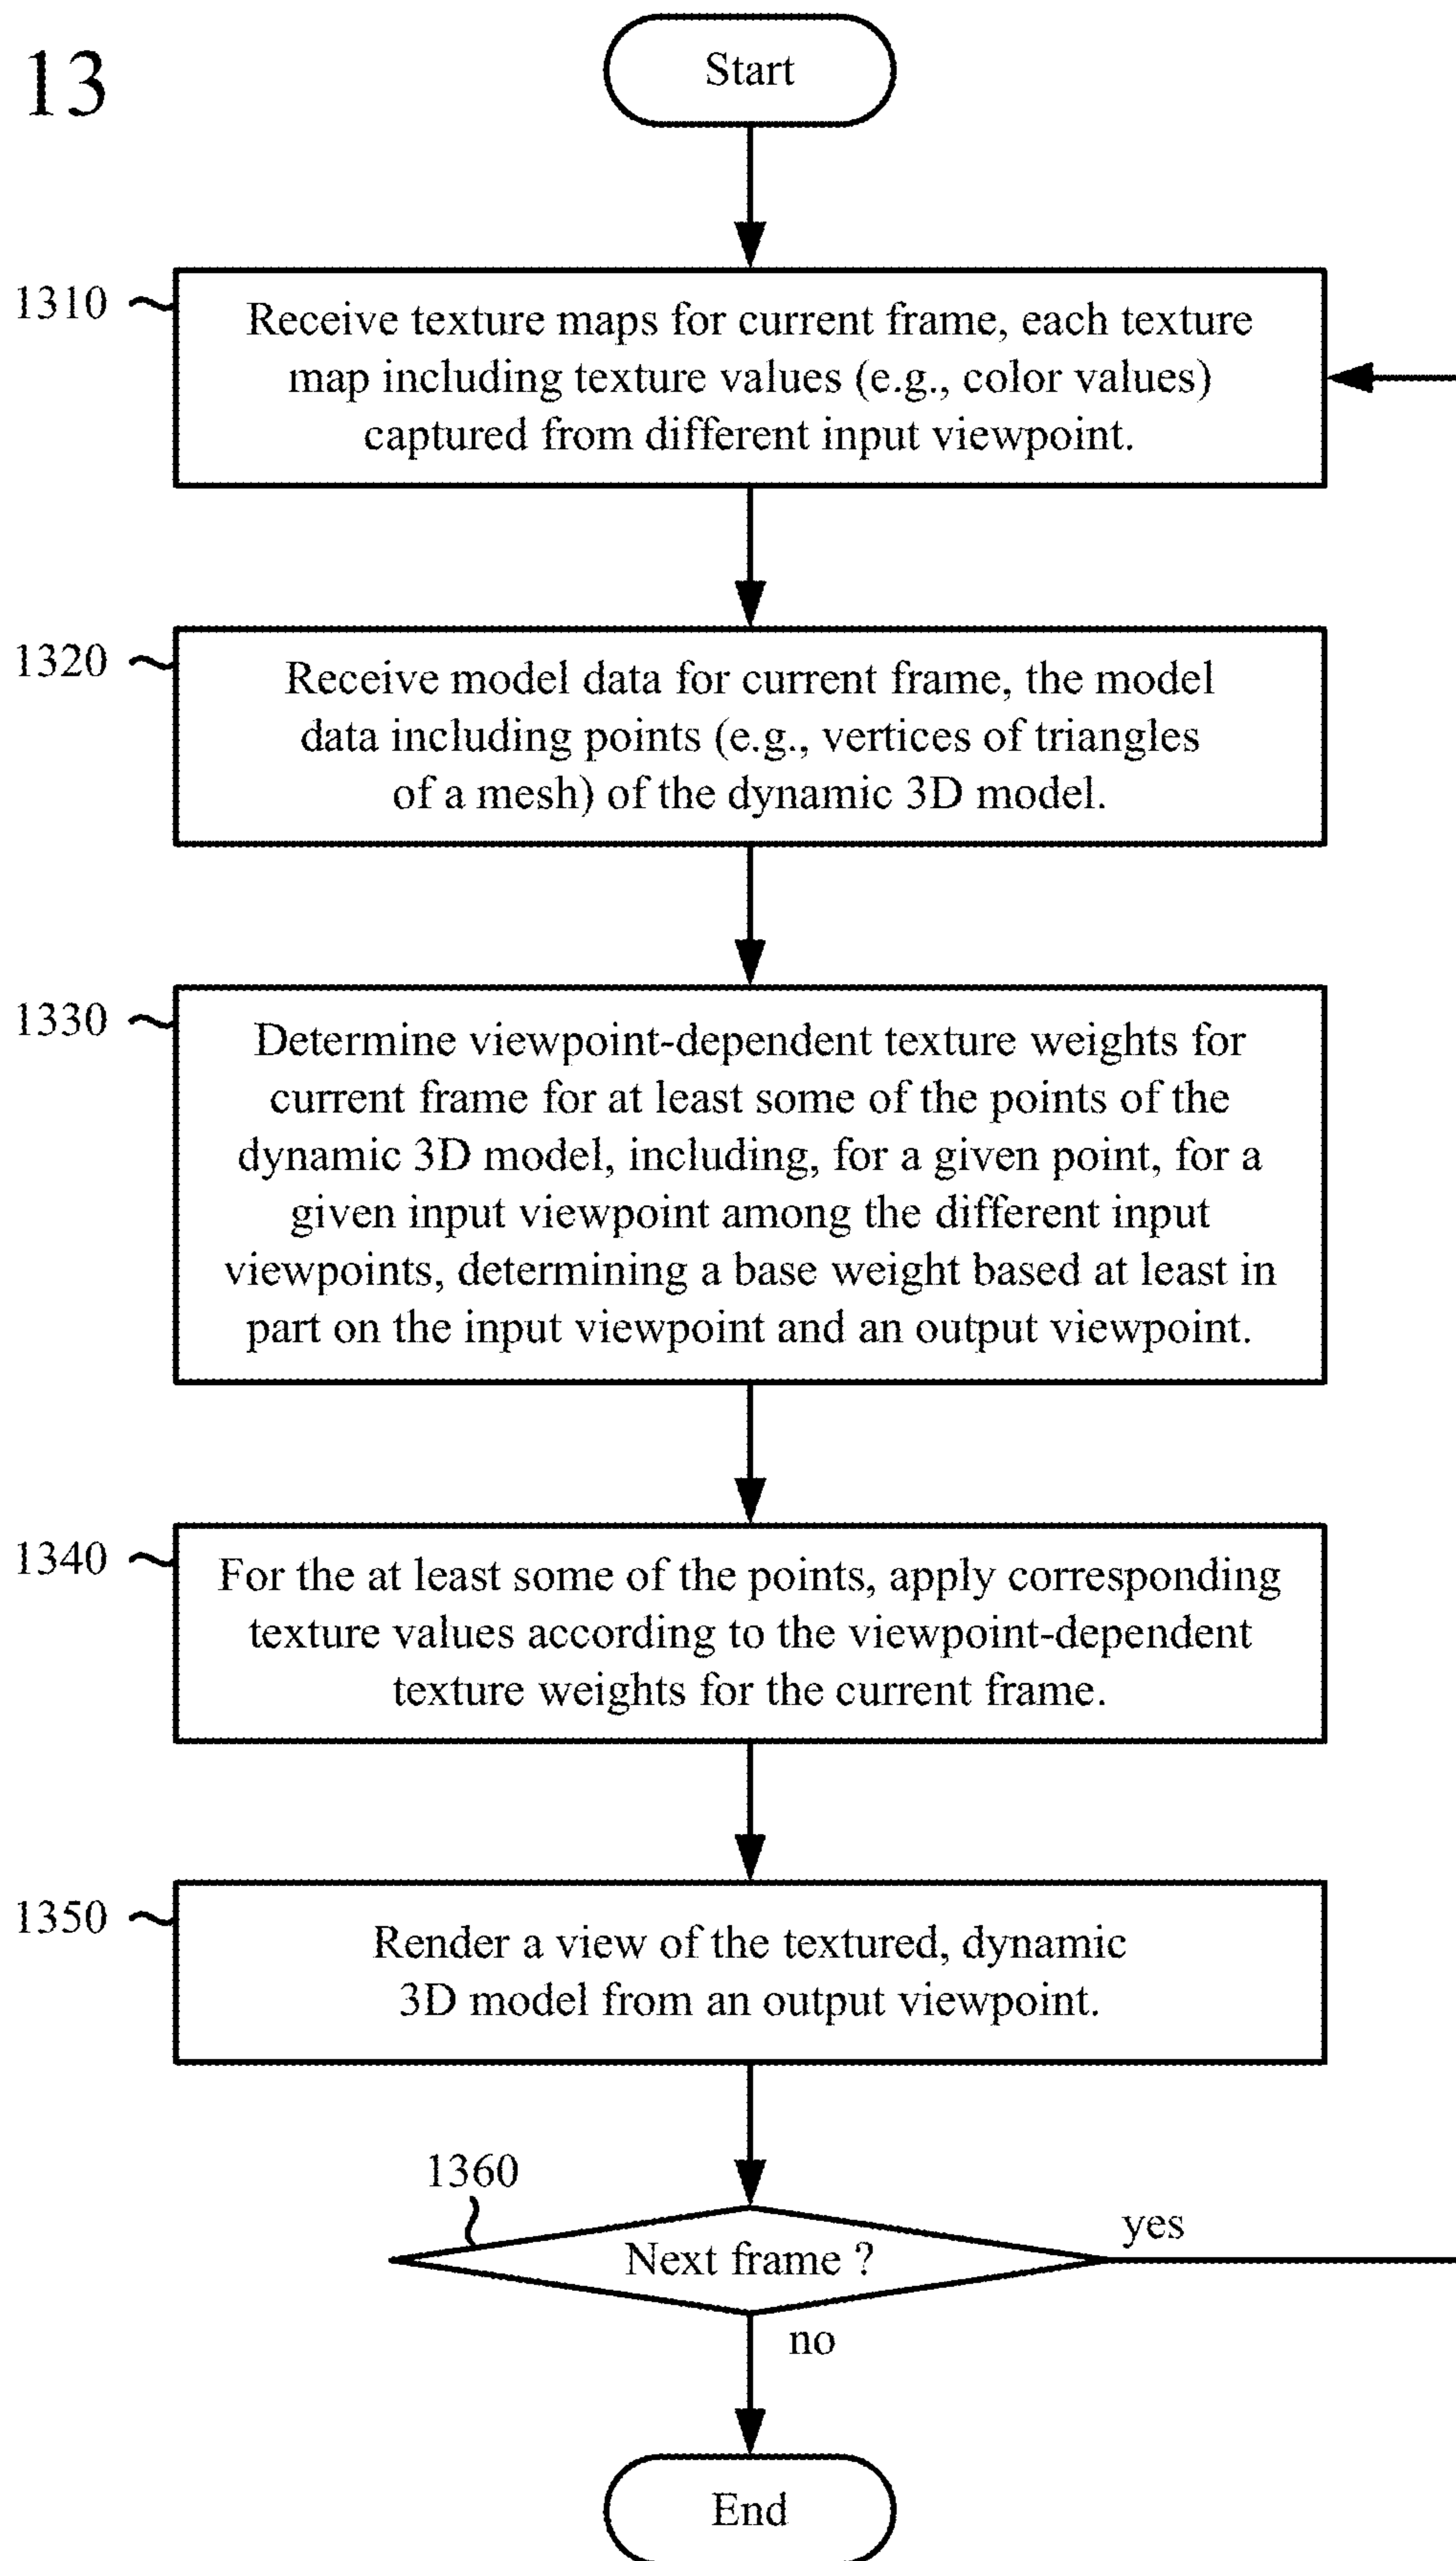 13
Start
1310
Receive texture maps for current frame, each texture
map including texture values (e.g., color values)
captured from different input viewpoint.
1320
Receive model data for current frame, the model
data including points (e.g., vertices of triangles
of a mesh) of the dynamic 3D model.
1330
Determine viewpoint-dependent texture weights for
current frame for at least some of the points of the
dynamic 3D model, including, for a given point, for a
given input viewpoint among the different input
viewpoints, determining a base weight based at least in
part on the input viewpoint and an output viewpoint.
1340
For the at least some of the points, apply corresponding
texture values according to the viewpoint-dependent
texture weights for the current frame.
1350
Render a view of the textured, dynamic
3D model from an output viewpoint.
1360
Next frame ?
yes
no
End